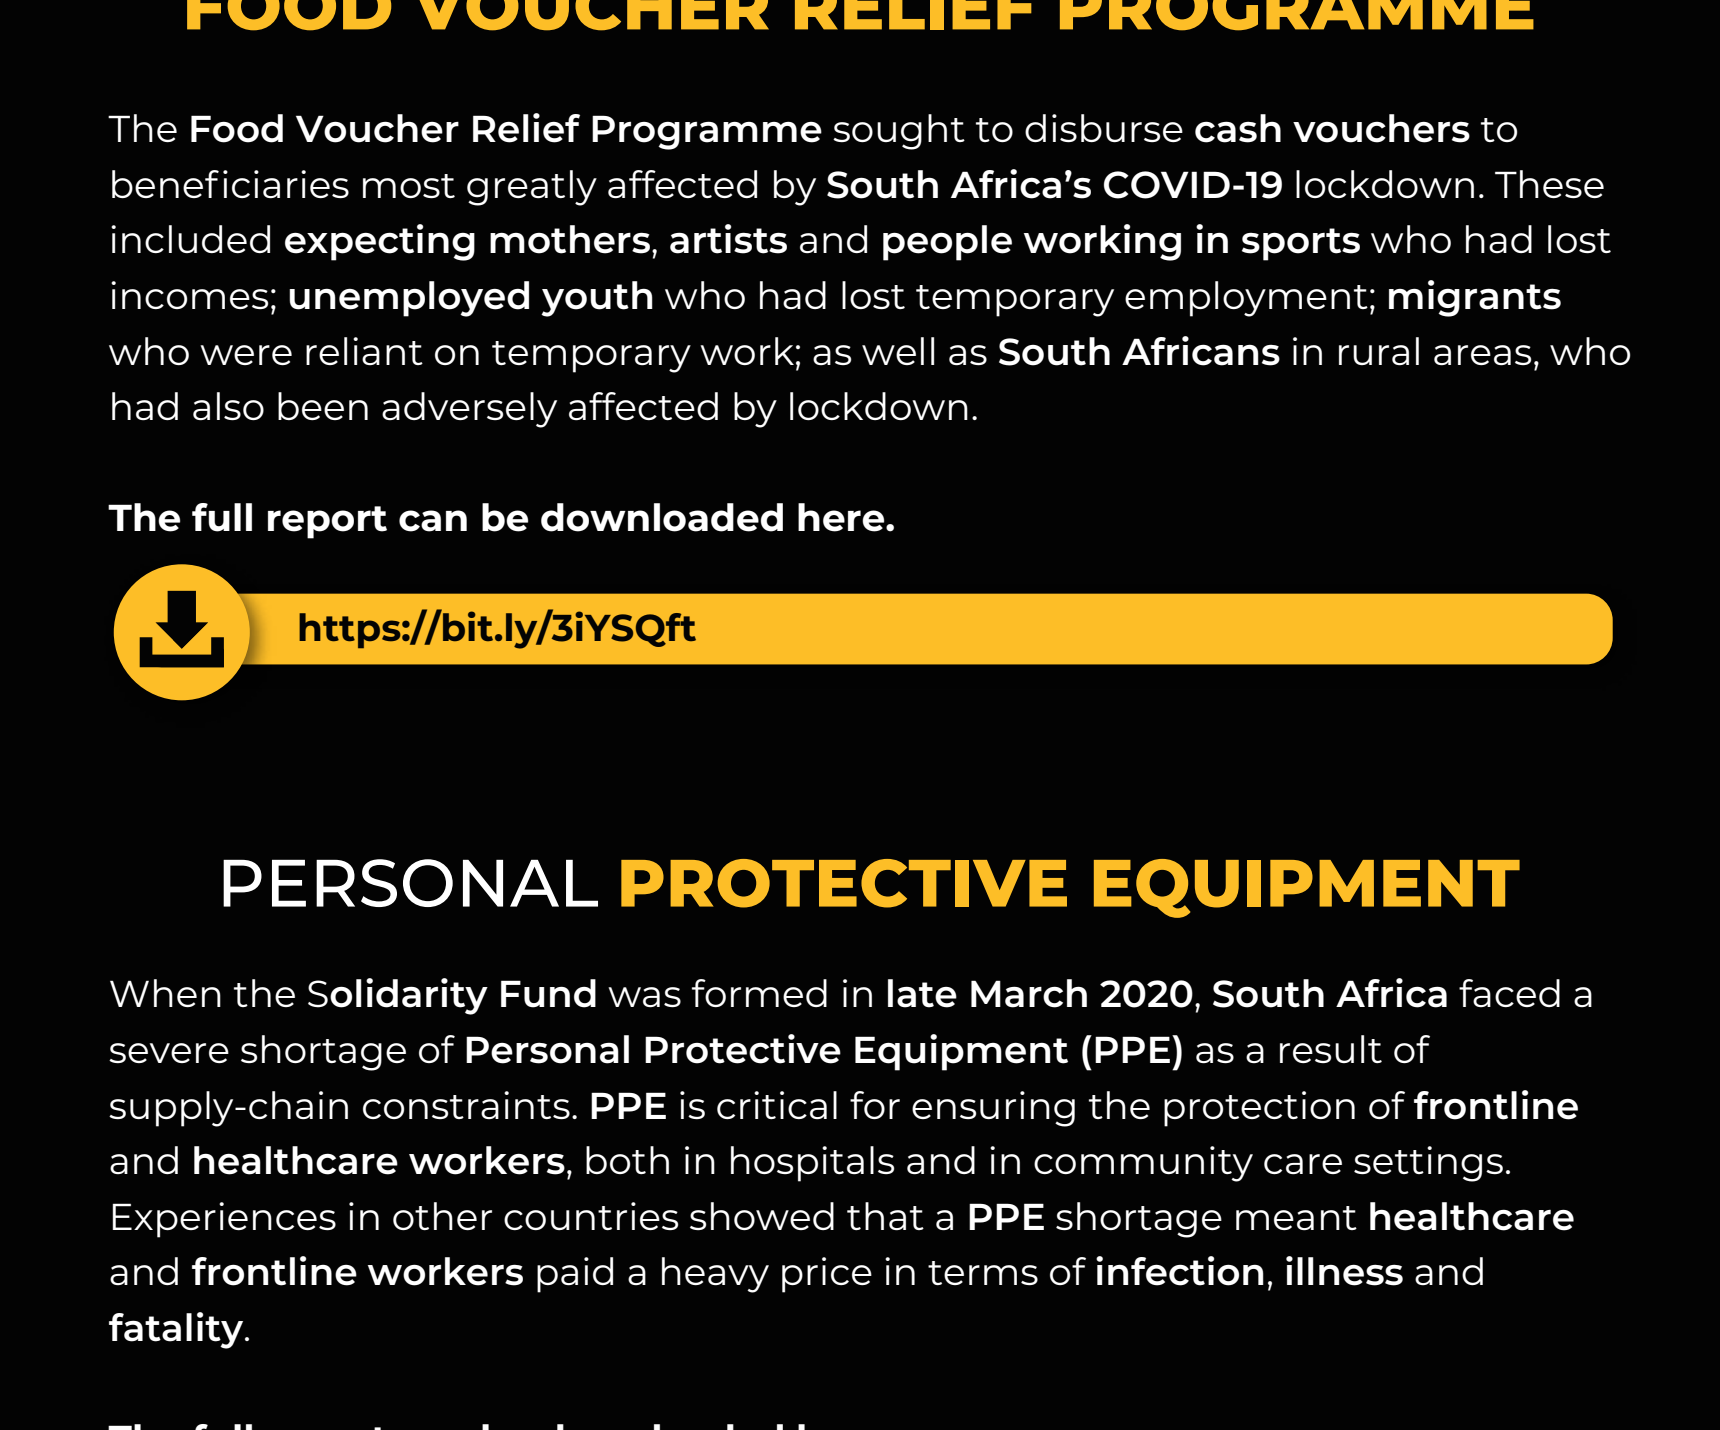 FOOD VOUCHER RELIEF PROGRAMME
The Food Voucher Relief Programme sought to disburse cash vouchers to
beneficiaries most greatly affected by South Africa’s COVID-19 lockdown. These
included expecting mothers, artists and people working in sports who had lost
incomes; unemployed youth who had lost temporary employment; migrants
who were reliant on temporary work; as well as South Africans in rural areas, who
had also been adversely affected by lockdown.
The full report can be downloaded here.
https://bit.ly/3iYSQft
PERSONAL PROTECTIVE EQUIPMENT
When the Solidarity Fund was formed in late March 2020, South Africa faced a
severe shortage of Personal Protective Equipment (PPE) as a result of
supply-chain constraints. PPE is critical for ensuring the protection of frontline
and healthcare workers, both in hospitals and in community care settings.
Experiences in other countries showed that a PPE shortage meant healthcare
and frontline workers paid a heavy price in terms of infection, illness and
fatality.